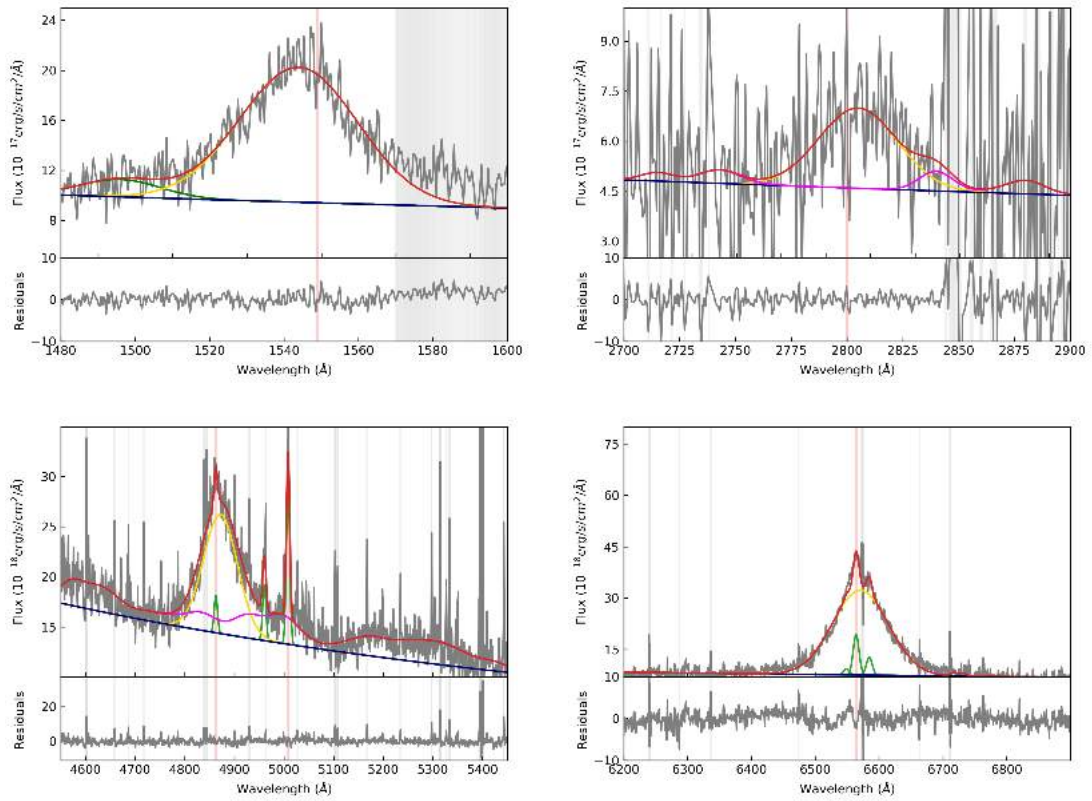 Flux (10 ¹⁷erg/s/cm²/Å)
24
20
16
12
8
Residuals
10
0
−10
1480 1500 1520 1540 1560 1580 1600
Wavelength (Å)
Flux (10 ¹⁷erg/s/cm²/Å)
9.0
7.5
6.0
4.5
3.0
Residuals
10
0
−10
2700 2725 2750 2775 2800 2825 2850 2875 2900
Wavelength (Å)
Flux (10 ¹⁸erg/s/cm²/Å)
30
25
20
15
Residuals
20
0
4600 4700 4800 4900 5000 5100 5200 5300 5400
Wavelength (Å)
Flux (10 ¹⁸erg/s/cm²/Å)
75
60
45
30
15
Residuals
10
0
−10
6200 6300 6400 6500 6600 6700 6800
Wavelength (Å)